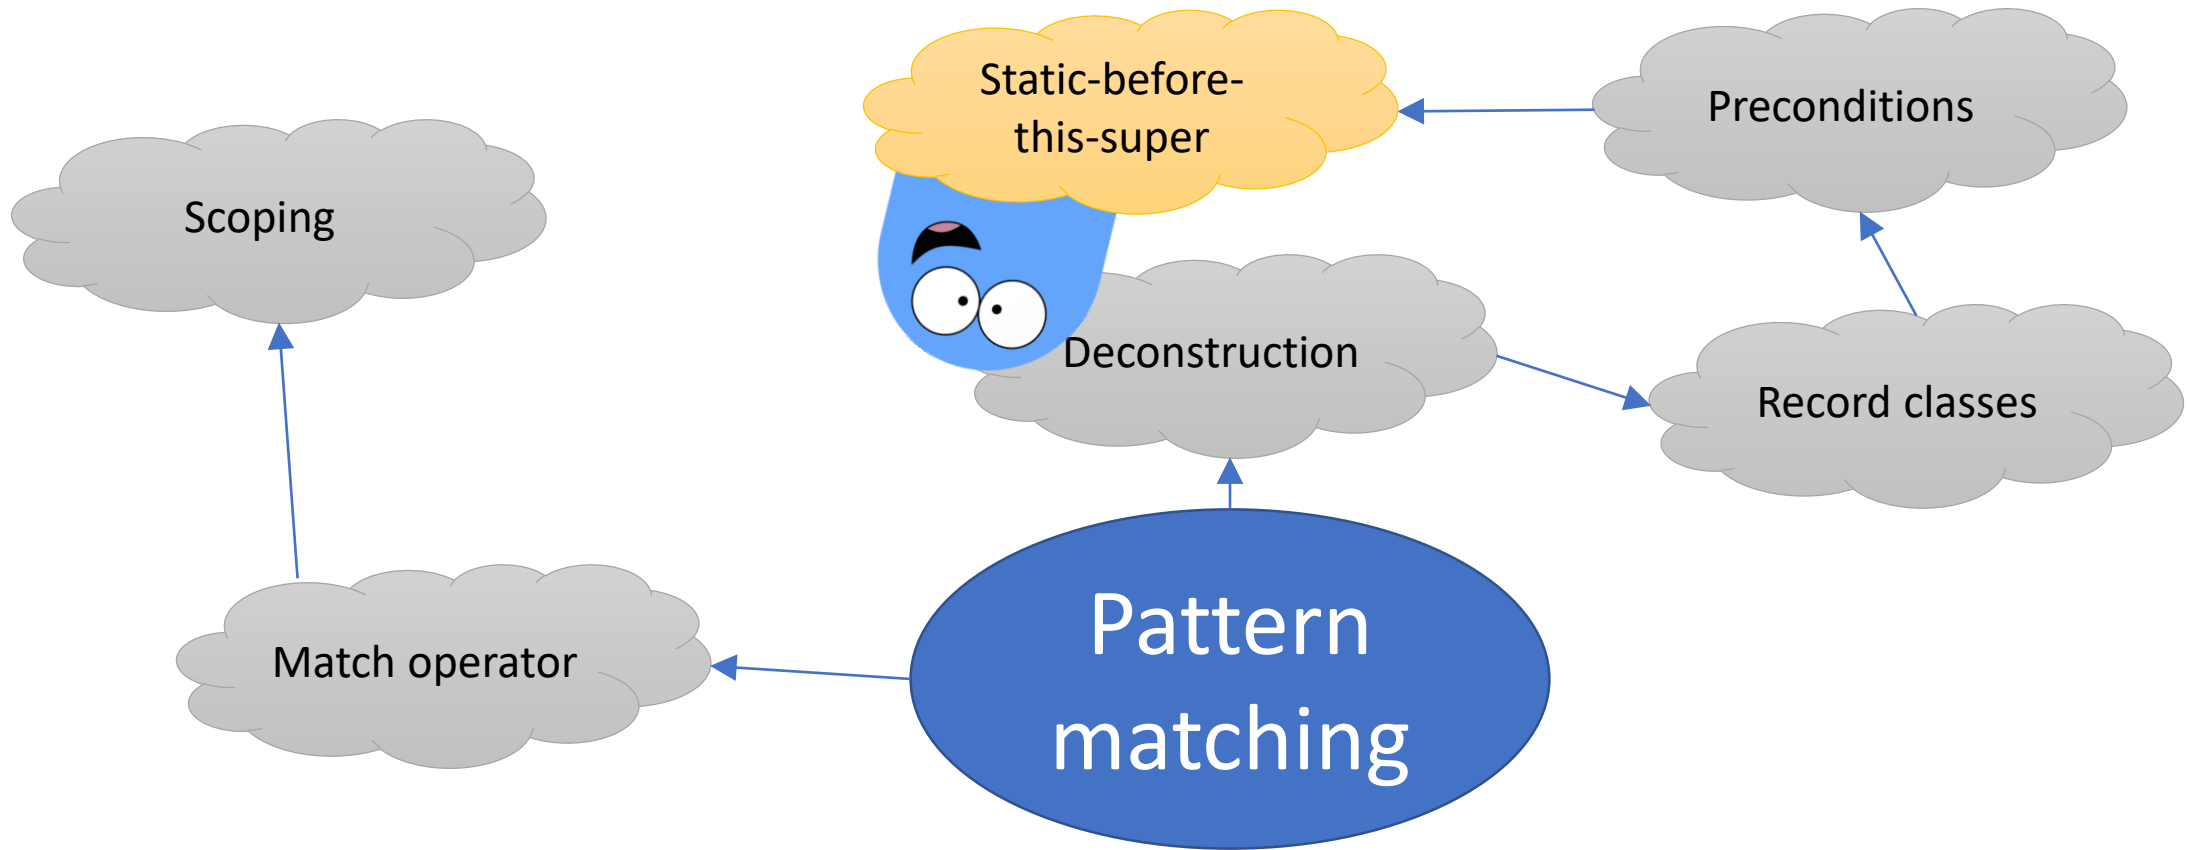 Static-before-
this-super
Preconditions
Scoping
Deconstruction
Record classes
Match operator
Pattern
matching